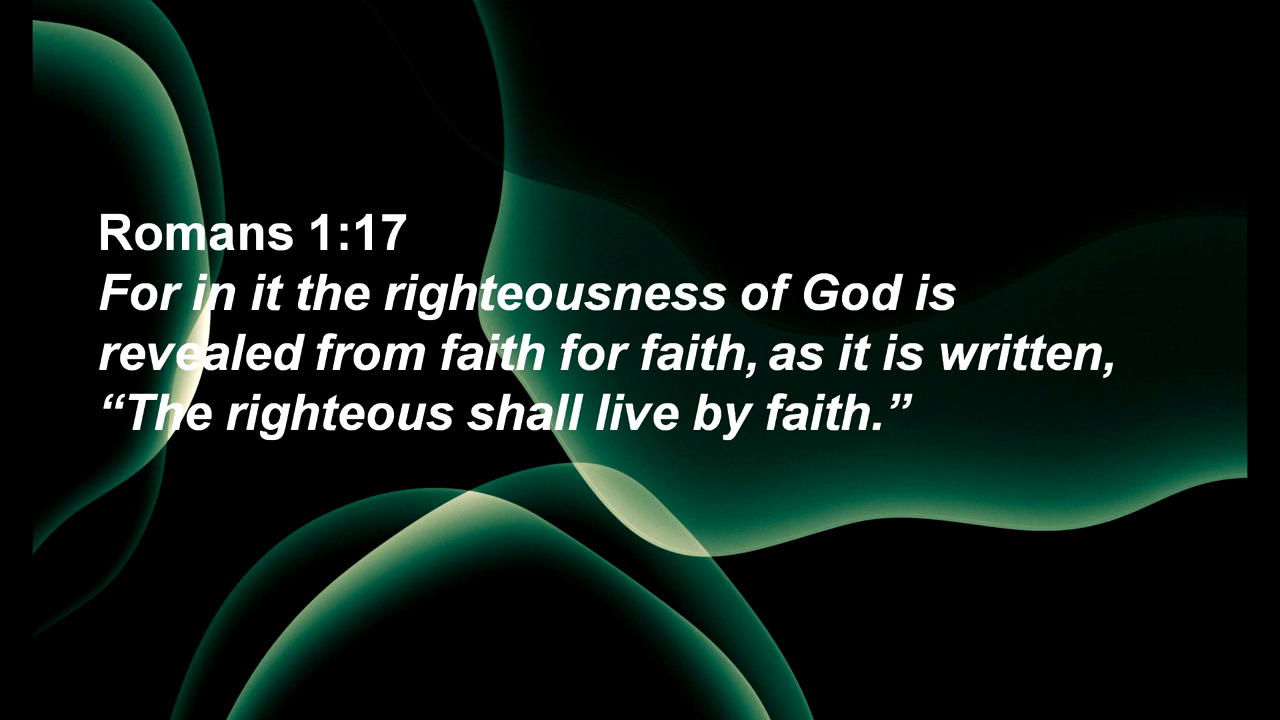 Romans 1:17
For in it the righteousness of God is
revealed from faith for faith, as it is written,
“The righteous shall live by faith.”